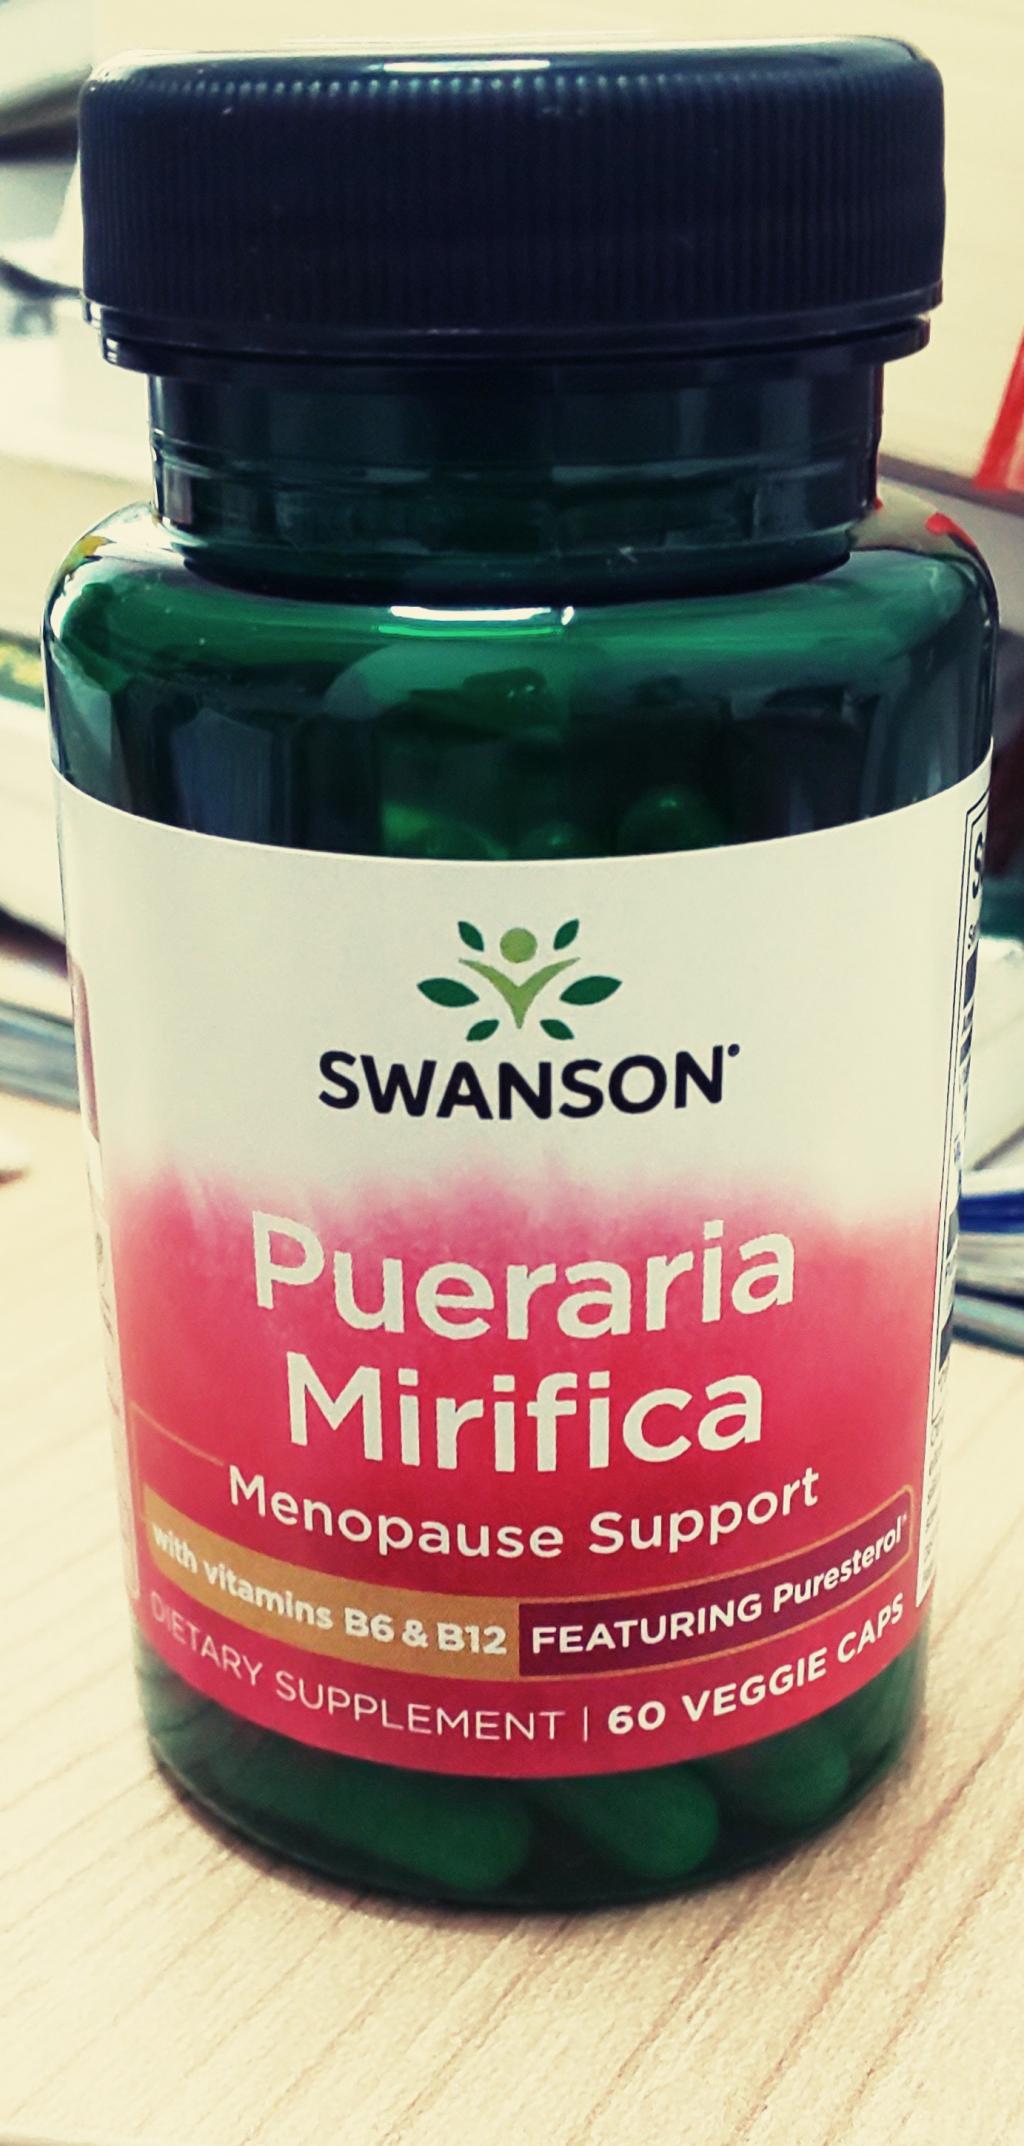 SWANSON®
Pueraria
Mirifica
Menopause Support
with vitamins B6 & B12 FEATURING Puresterol®
DIETARY SUPPLEMENT | 60 VEGGIE CAPS